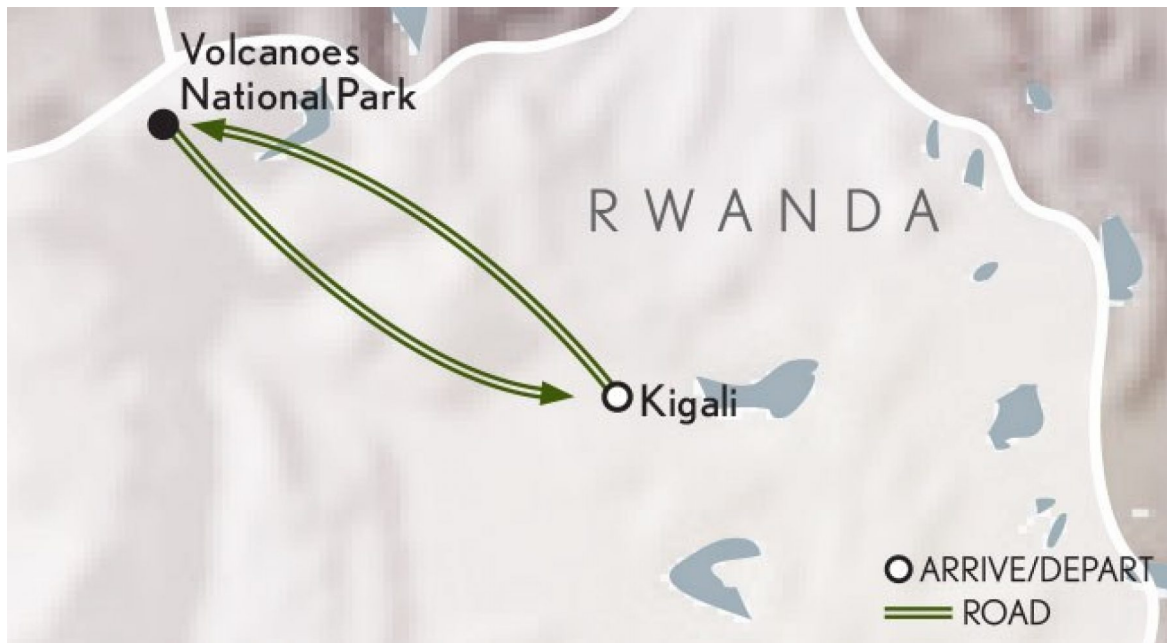 Volcanoes
National Park
RWANDA
Kigali
ARRIVE/DEPART
ROAD